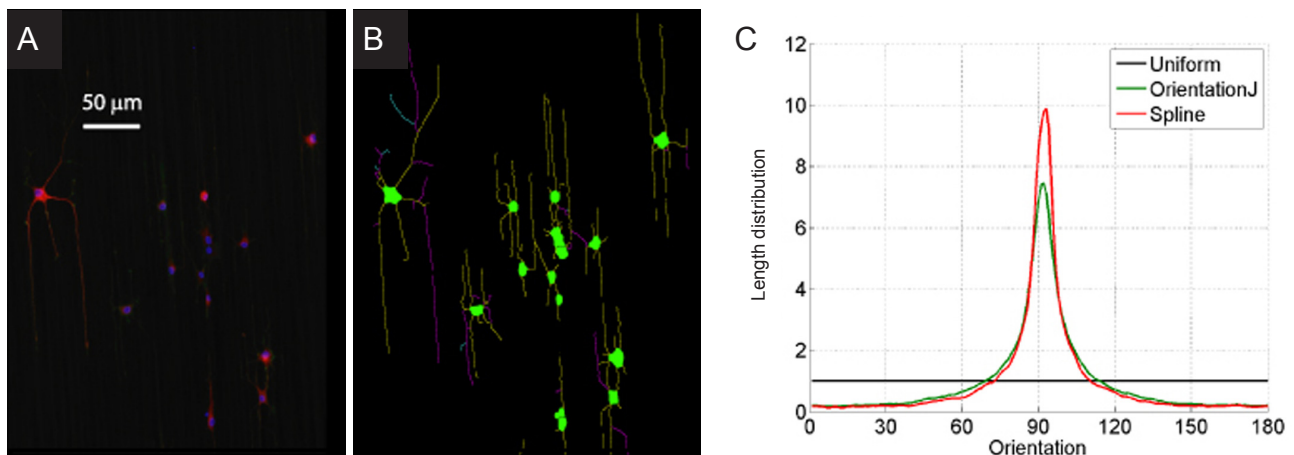 A
50 μm
B
C
Length distribution
12
10
8
6
4
2
0
0 30 60 90 120 150 180
Orientation
Uniform
OrientationJ
Spline